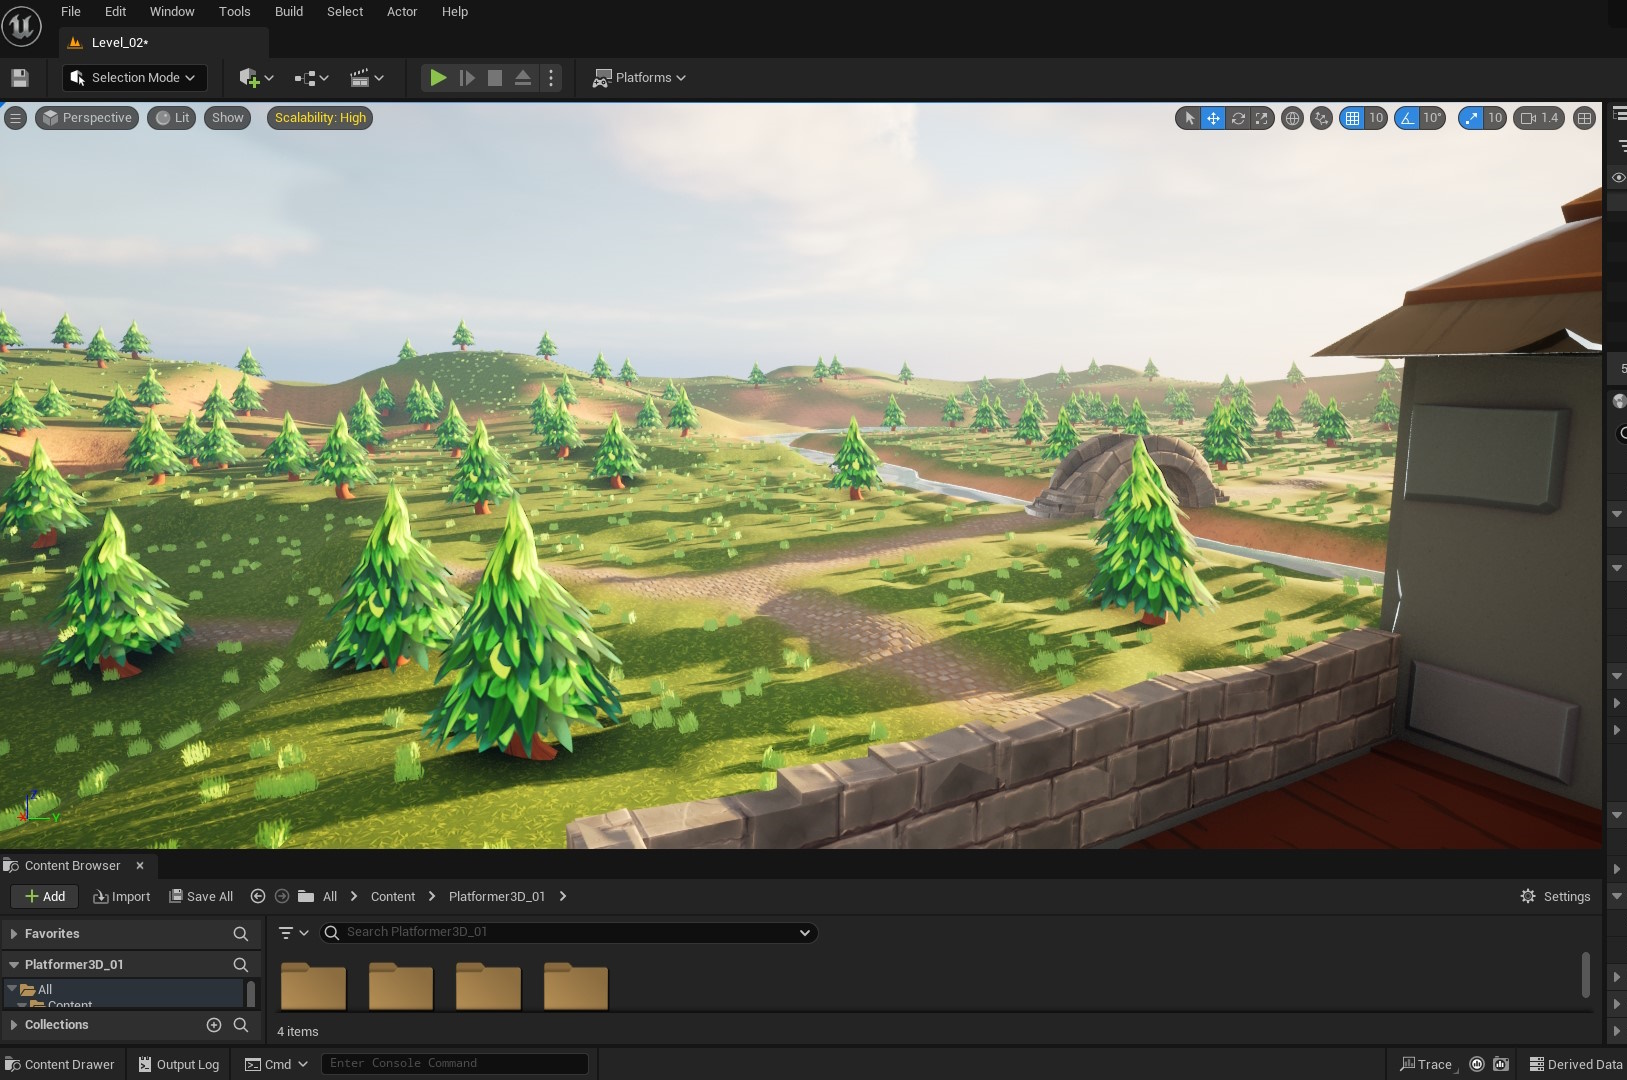 File Edit Window Tools Build Select Actor Help
Level_02*
Selection Mode Platforms
Perspective Lit Show Scalability: High 10 10° 10 1.4
5
Z
X Y
Content Browser
Add Import Save All All Content Platformer3D_01 Settings
Favorites Search Platformer3D_01
Platformer3D_01
All
Content
Collections
4 items
Content Drawer Output Log Cmd Enter Console Command Trace Derived Data